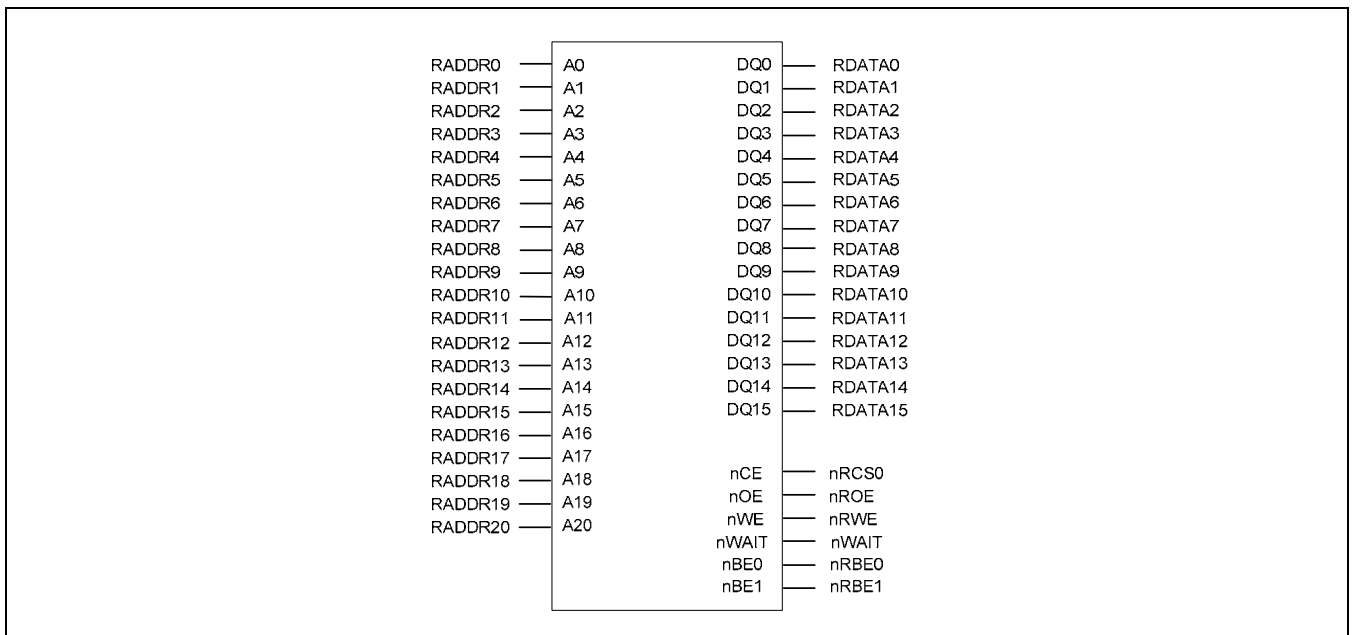 RADDR0 A0 DQ0 RDATA0
RADDR1 A1 DQ1 RDATA1
RADDR2 A2 DQ2 RDATA2
RADDR3 A3 DQ3 RDATA3
RADDR4 A4 DQ4 RDATA4
RADDR5 A5 DQ5 RDATA5
RADDR6 A6 DQ6 RDATA6
RADDR7 A7 DQ7 RDATA7
RADDR8 A8 DQ8 RDATA8
RADDR9 A9 DQ9 RDATA9
RADDR10 A10 DQ10 RDATA10
RADDR11 A11 DQ11 RDATA11
RADDR12 A12 DQ12 RDATA12
RADDR13 A13 DQ13 RDATA13
RADDR14 A14 DQ14 RDATA14
RADDR15 A15 DQ15 RDATA15
RADDR16 A16
RADDR17 A17
RADDR18 A18 nCE nRCS0
RADDR19 A19 nOE nROE
RADDR20 A20 nWE nRWE
nWAIT nWAIT
nBE0 nRBE0
nBE1 nRBE1